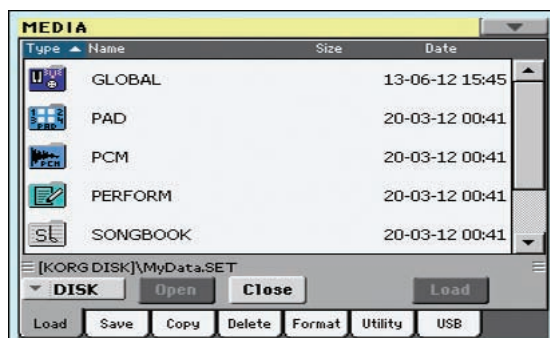 MEDIA
Type Name Size Date
GLOBAL 13-06-12 15:45
PAD 20-03-12 00:41
PCM 20-03-12 00:41
PERFORM 20-03-12 00:41
SONGBOOK 20-03-12 00:41
[KORG DISK]\MyData.SET
DISK Open Close Load
Load Save Copy Delete Format Utility USB